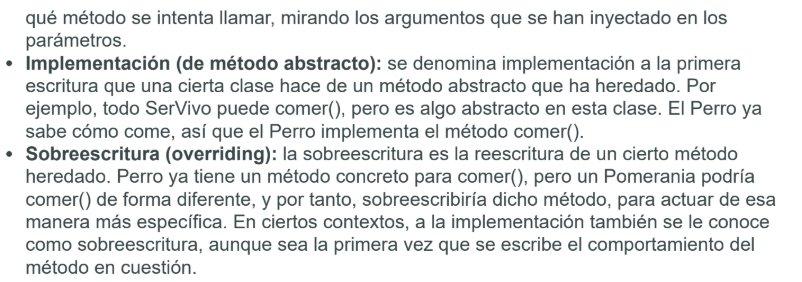 qué método se intenta llamar, mirando los argumentos que se han inyectado en los
parámetros.
• Implementación (de método abstracto): se denomina implementación a la primera
escritura que una cierta clase hace de un método abstracto que ha heredado. Por
ejemplo, todo SerVivo puede comer(), pero es algo abstracto en esta clase. El Perro ya
sabe cómo come, así que el Perro implementa el método comer().
• Sobreescritura (overriding): la sobreescritura es la reescritura de un cierto método
heredado. Perro ya tiene un método concreto para comer(), pero un Pomerania podría
comer() de forma diferente, y por tanto, sobreescribiría dicho método, para actuar de esa
manera más específica. En ciertos contextos, a la implementación también se le conoce
como sobreescritura, aunque sea la primera vez que se escribe el comportamiento del
método en cuestión.